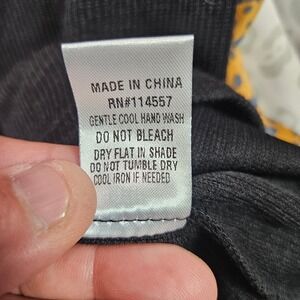 MADE IN CHINA
RN#114557
GENTLE COOL HAND WASH
DO NOT BLEACH
DRY FLAT IN SHADE
DO NOT TUMBLE DRY
COOL IRON IF NEEDED